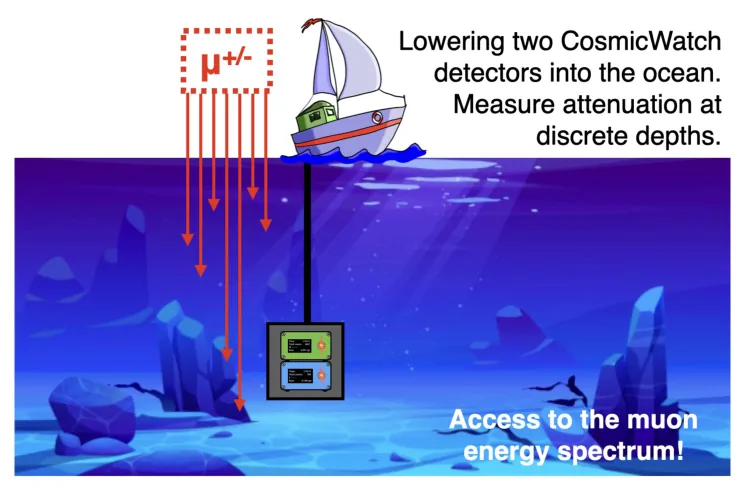 μ+/-
Lowering two CosmicWatch
detectors into the ocean.
Measure attenuation at
discrete depths.
Access to the muon
energy spectrum!